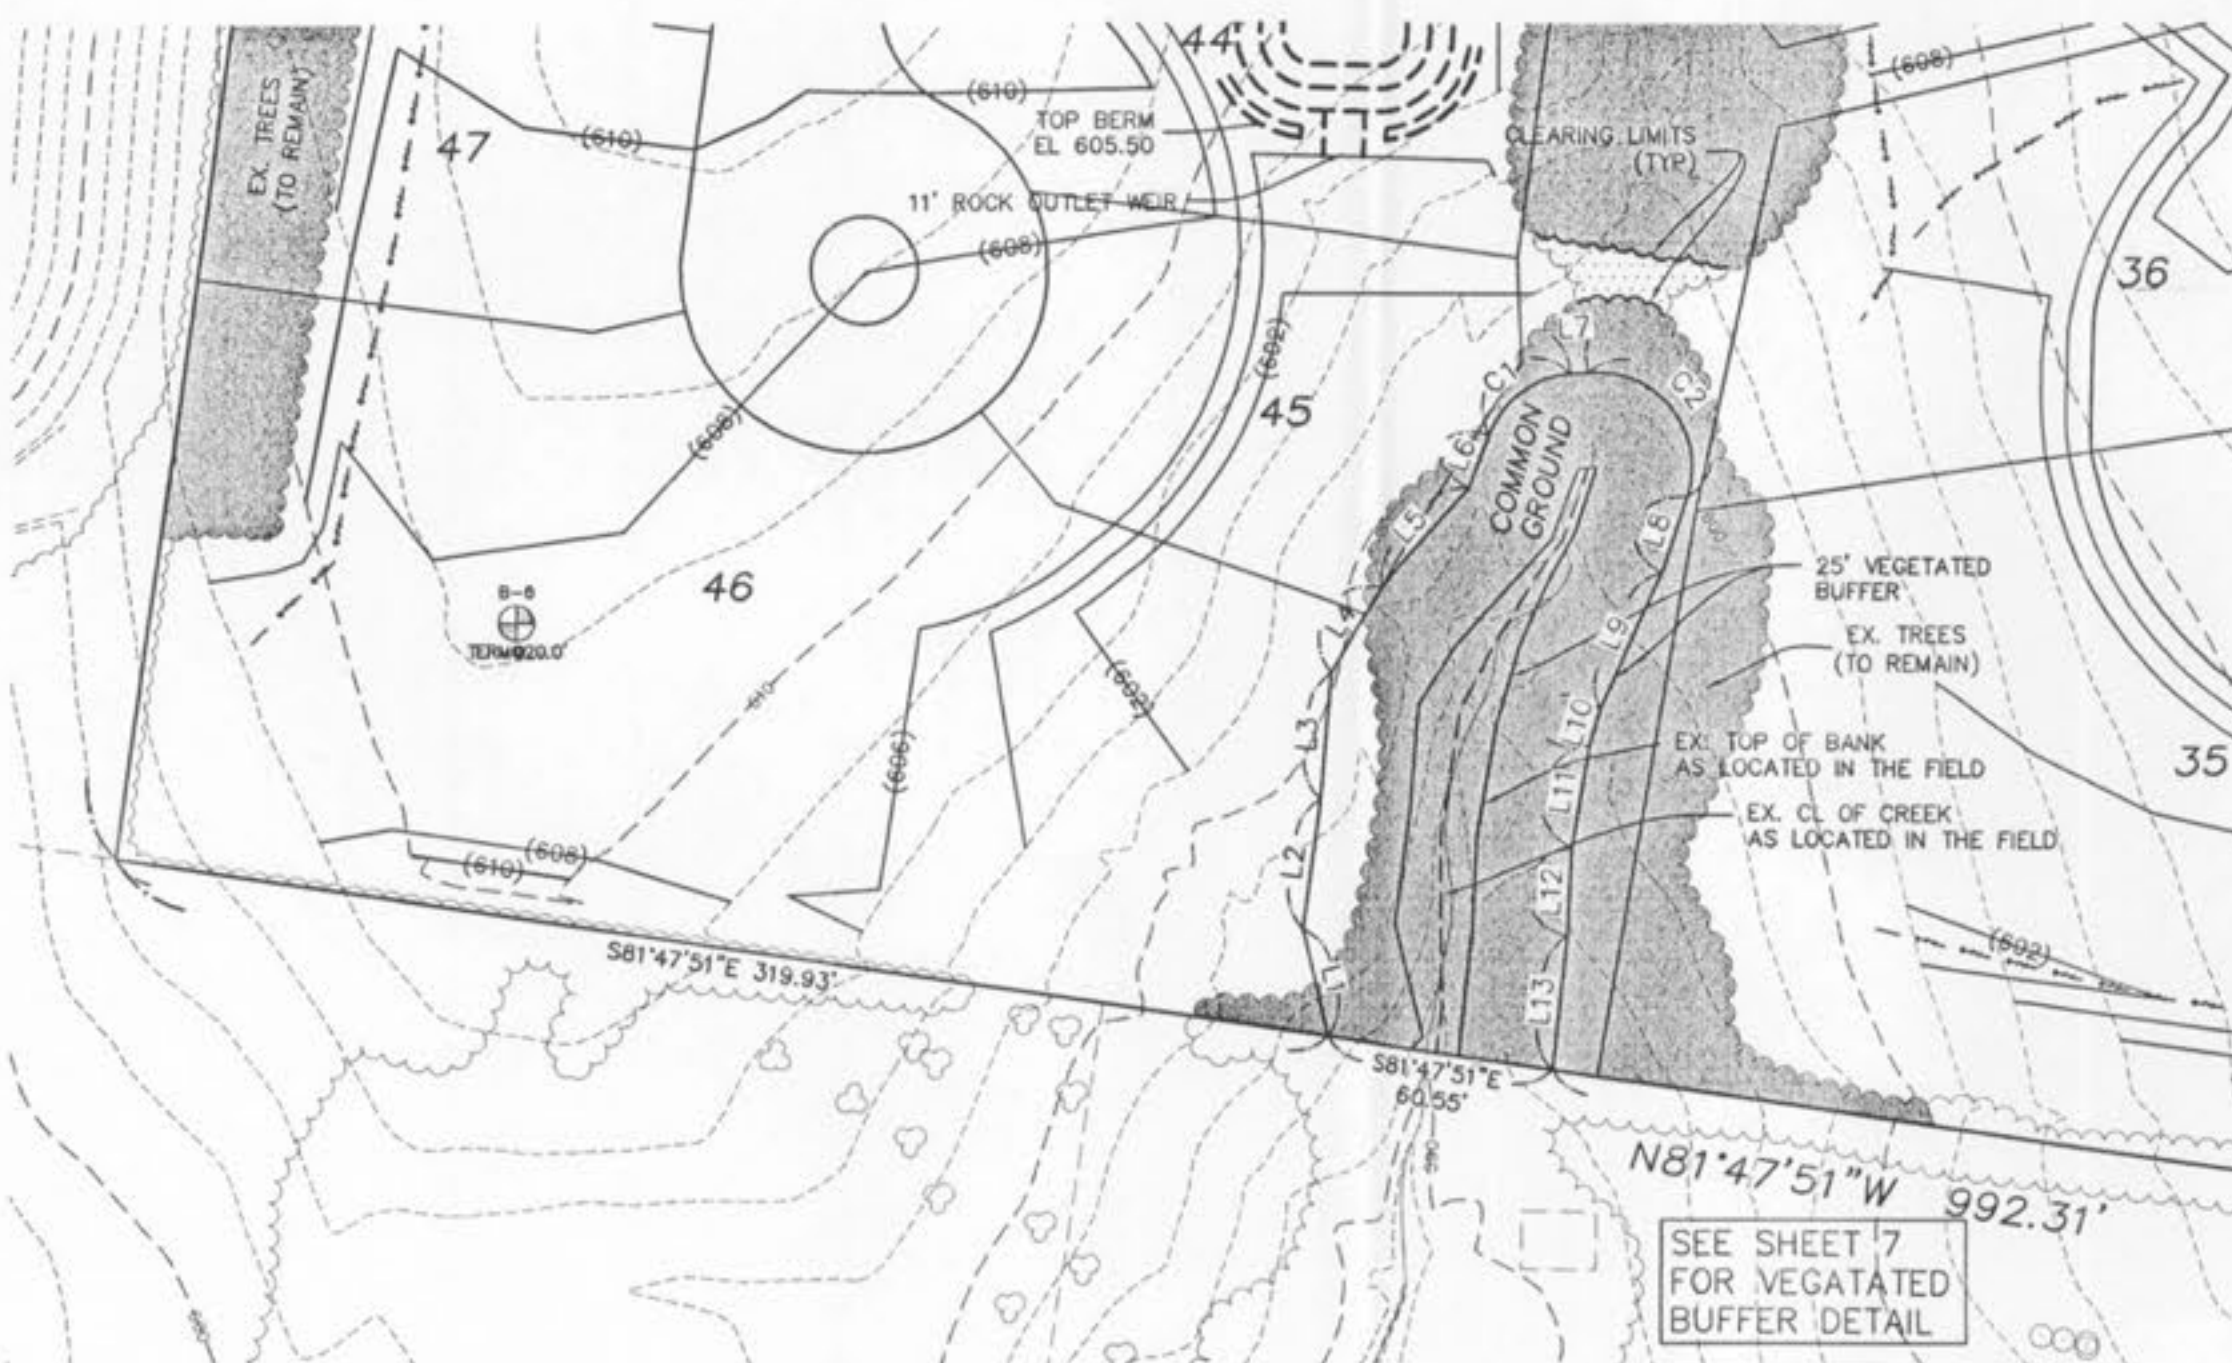 EX. TREES
(TO REMAIN)
47
(610)
(610)
44
TOP BERM
EL 605.50
11' ROCK OUTLET WEIR
(608)
CLEARING LIMITS
(TYP)
(608)
36
(602)
45
L7
C1
C2
L6
L5
COMMON
GROUND
L8
(608)
46
B-6
L4
L9
25' VEGETATED
BUFFER
EX. TREES
(TO REMAIN)
610
(602)
L3
L10
(606)
EX. TOP OF BANK
AS LOCATED IN THE FIELD
35
L11
EX. CL OF CREEK
AS LOCATED IN THE FIELD
(608)
(610)
L2
L12
(602)
S81°47'51"E 319.93'
L1
L13
S81°47'51"E
60.55'
590
N81°47'51"W 992.31'
SEE SHEET 7
FOR VEGATATED
BUFFER DETAIL